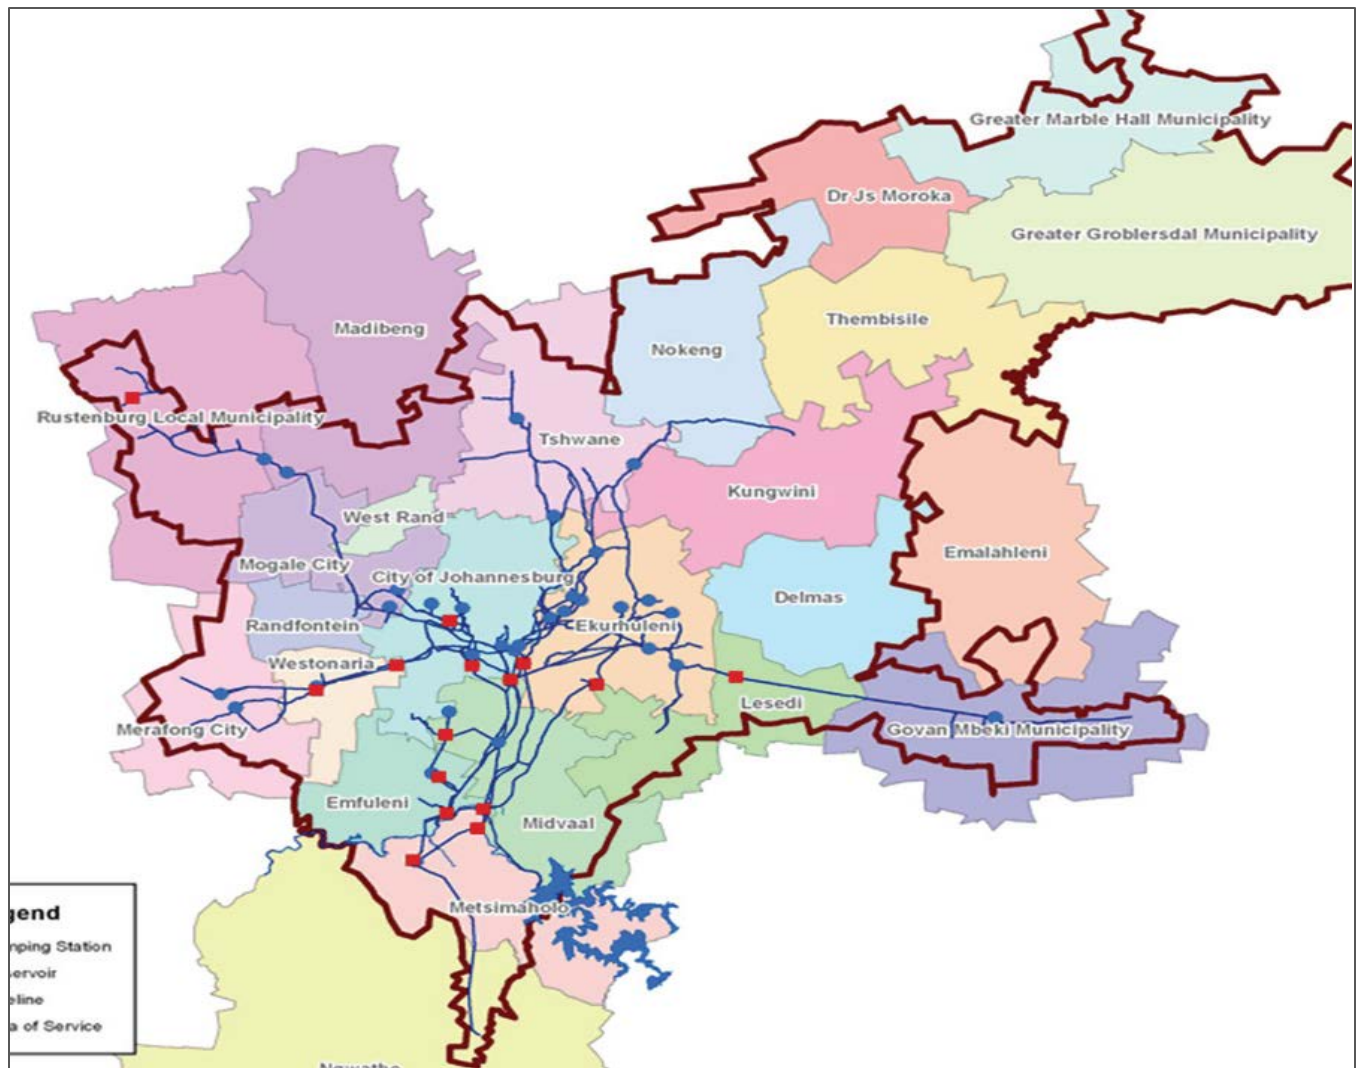 Greater Marble Hall Municipality
Dr Js Moroka
Greater Groblersdal Municipality
Madibeng
Thembisile
Nokeng
Rustenburg Local Municipality
Tshwane
Kungwini
West Rand
Emalahleni
Mogale City
City of Johannesburg
Delmas
Randfontein
Ekurhuleni
Westonaria
Lesedi
Merafong City
Govan Mbeki Municipality
Emfuleni
Midvaal
Metsimaholo
gend
mping Station
servoir
eline
a of Service